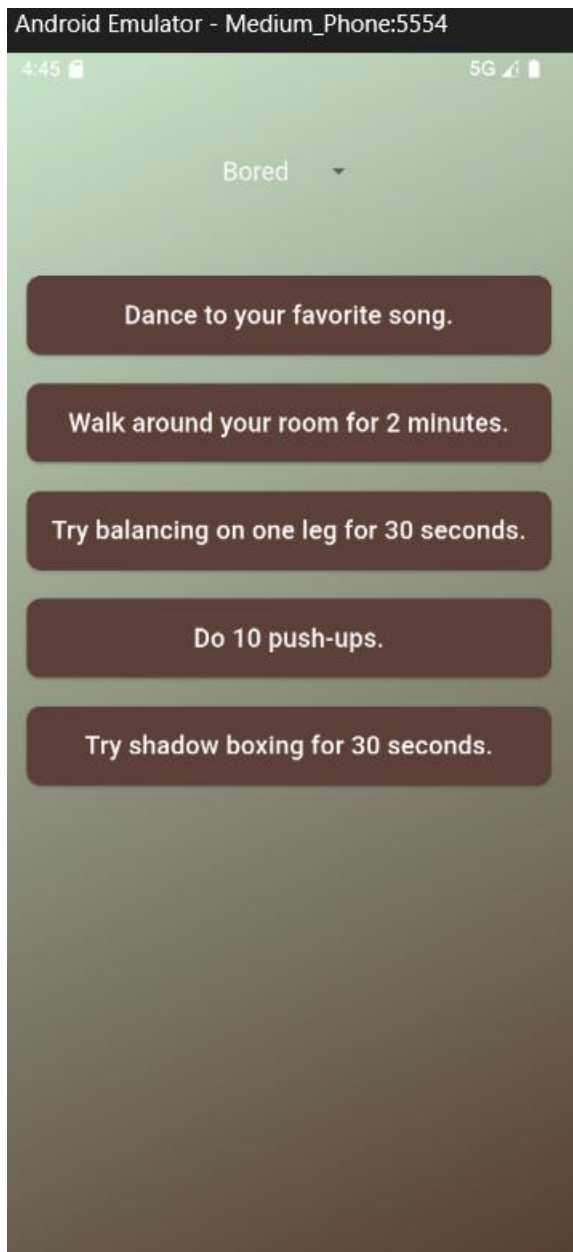 Android Emulator - Medium_Phone:5554
4:45 5G
Bored
Dance to your favorite song.
Walk around your room for 2 minutes.
Try balancing on one leg for 30 seconds.
Do 10 push-ups.
Try shadow boxing for 30 seconds.